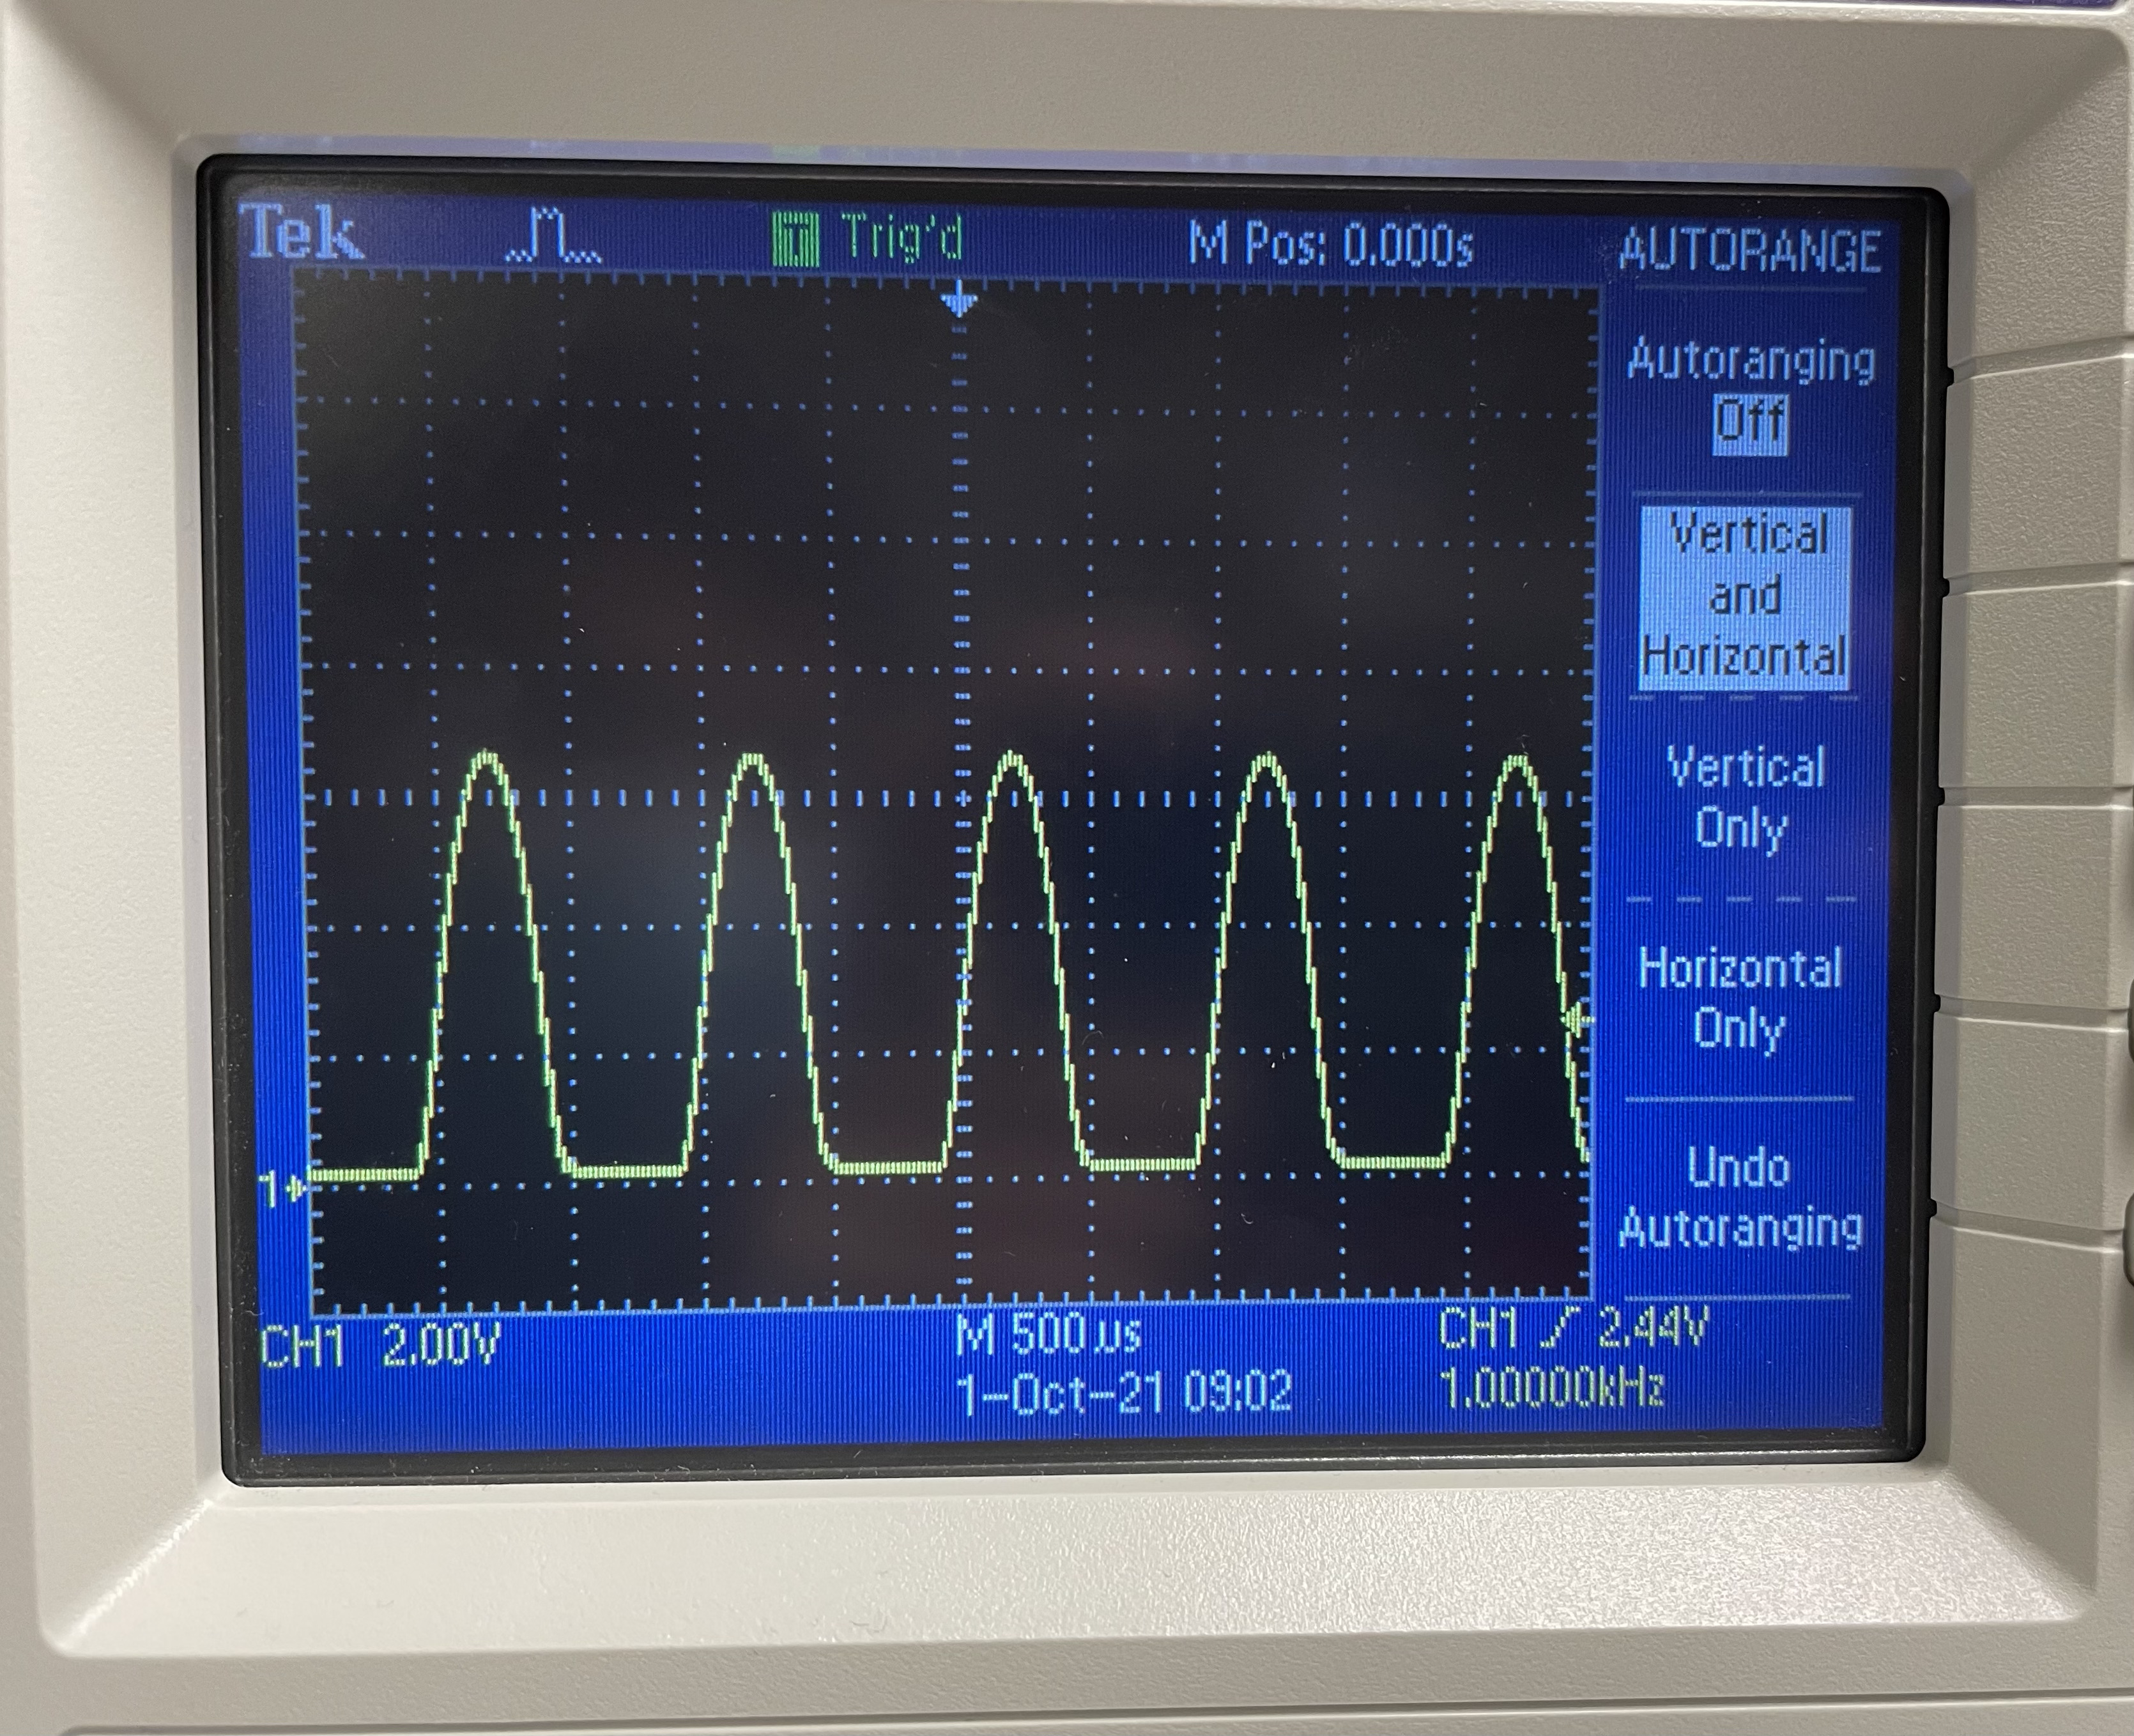 Tek T Trig'd M Pos: 0.000s AUTORANGE
Autoranging
Off
Vertical
and
Horizontal
Vertical
Only
Horizontal
Only
Undo
Autoranging
1
CH1 2.00V M 500µs CH1 2.44V
1-Oct-21 09:02 1.00000kHz